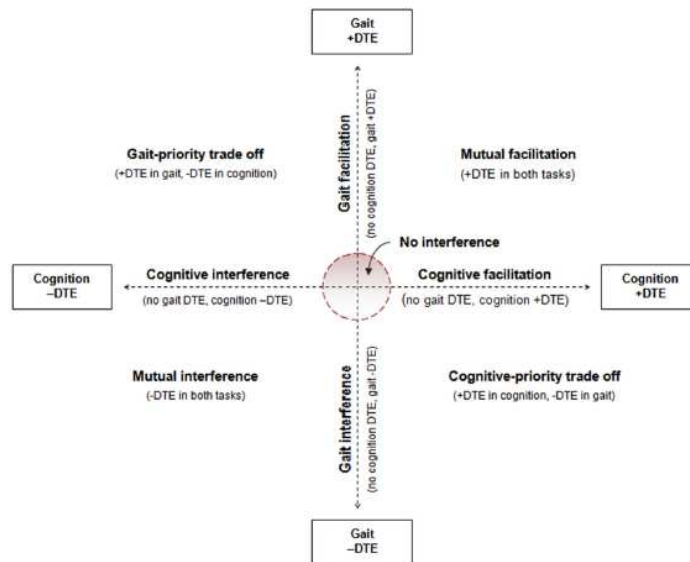 Gait
+DTE
Gait facilitation
(no cognition DTE, gait +DTE)
Gait-priority trade off
(+DTE in gait, -DTE in cognition)
Mutual facilitation
(+DTE in both tasks)
No interference
Cognition
–DTE
Cognitive interference
(no gait DTE, cognition –DTE)
Cognitive facilitation
(no gait DTE, cognition +DTE)
Cognition
+DTE
Mutual interference
(-DTE in both tasks)
Gait interference
(no cognition DTE, gait -DTE)
Cognitive-priority trade off
(+DTE in cognition, -DTE in gait)
Gait
–DTE